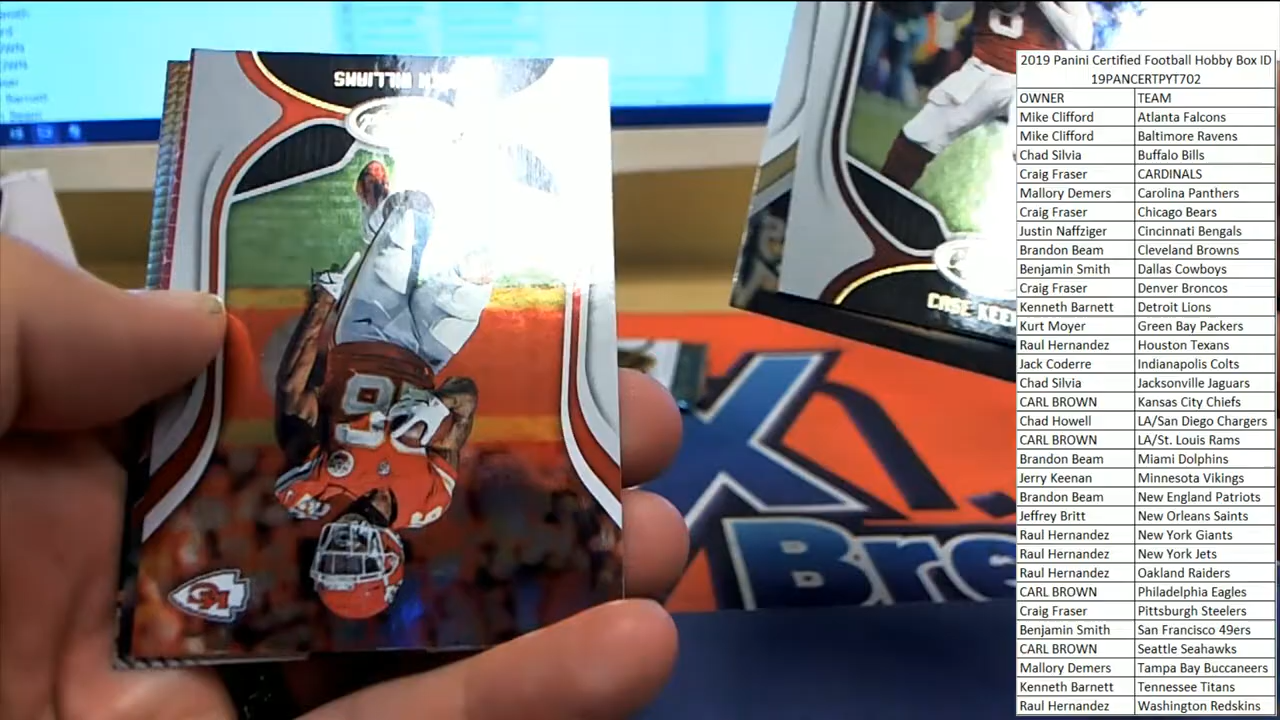 2019 Panini Certified Football Hobby Box ID
19PANCERTPYT702
OWNER TEAM
Mike Clifford Atlanta Falcons
Mike Clifford Baltimore Ravens
Chad Silvia Buffalo Bills
Craig Fraser CARDINALS
Mallory Demers Carolina Panthers
Craig Fraser Chicago Bears
Justin Naffziger Cincinnati Bengals
Brandon Beam Cleveland Browns
Benjamin Smith Dallas Cowboys
Craig Fraser Denver Broncos
Kenneth Barnett Detroit Lions
Kurt Moyer Green Bay Packers
Raul Hernandez Houston Texans
Jack Coderre Indianapolis Colts
Chad Silvia Jacksonville Jaguars
CARL BROWN Kansas City Chiefs
Chad Howell LA/San Diego Chargers
CARL BROWN LA/St. Louis Rams
Brandon Beam Miami Dolphins
Jerry Keenan Minnesota Vikings
Brandon Beam New England Patriots
Jeffrey Britt New Orleans Saints
Raul Hernandez New York Giants
Raul Hernandez New York Jets
Raul Hernandez Oakland Raiders
CARL BROWN Philadelphia Eagles
Craig Fraser Pittsburgh Steelers
Benjamin Smith San Francisco 49ers
CARL BROWN Seattle Seahawks
Mallory Demers Tampa Bay Buccaneers
Kenneth Barnett Tennessee Titans
Raul Hernandez Washington Redskins
WILLIAMS
26
KC
CASE KEE
X
Bre